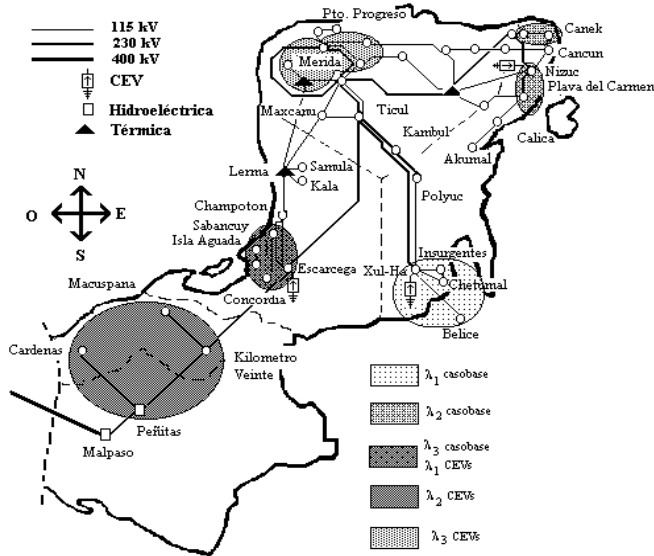 115 kV
230 kV
400 kV
CEV
Hidroeléctrica
Térmica
N
O E
S
Pto. Progreso
Canek
Cancun
Merida
Nizuc
Playa del Carmen
Maxcanu
Ticul
Kambul
Calica
Akumal
Lerma
Samula
Kala
Polyuc
Champoton
Sabancuy
Isla Aguada
Insurgentes
Escarcega
Xul-Ha
Chetumal
Macuspana
Concordia
Belice
Cardenas
Kilometro
Veinte
Peñitas
Malpaso
λ1 casobase
λ2 casobase
λ3 casobase
λ1 CEVs
λ2 CEVs
λ3 CEVs